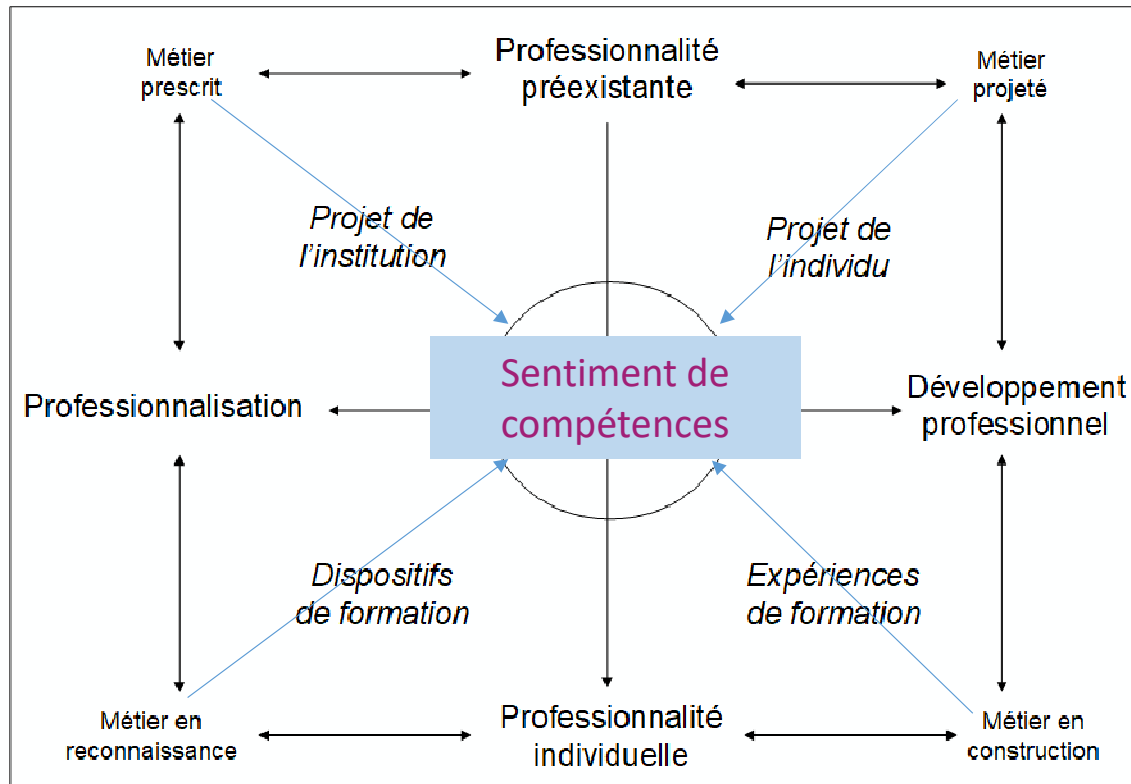 Métier
prescrit
Professionnalité
préexistante
Métier
projeté
Projet de
l'institution
Projet de
l'individu
Professionnalisation
Sentiment de
compétences
Développement
professionnel
Dispositifs
de formation
Expériences
de formation
Métier en
reconnaissance
Professionnalité
individuelle
Métier en
construction